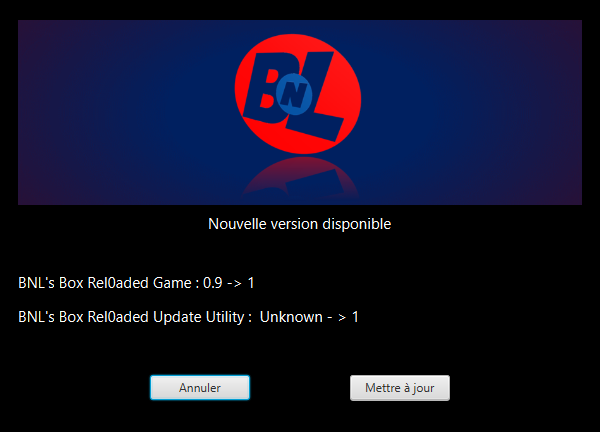 BNL
Nouvelle version disponible
BNL's Box Rel0aded Game : 0.9 -> 1
BNL's Box Rel0aded Update Utility :  Unknown - > 1
Annuler
Mettre à jour